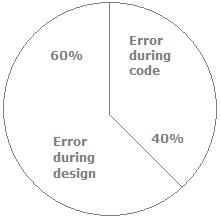 60%
Error
during
code
40%
Error
during
design